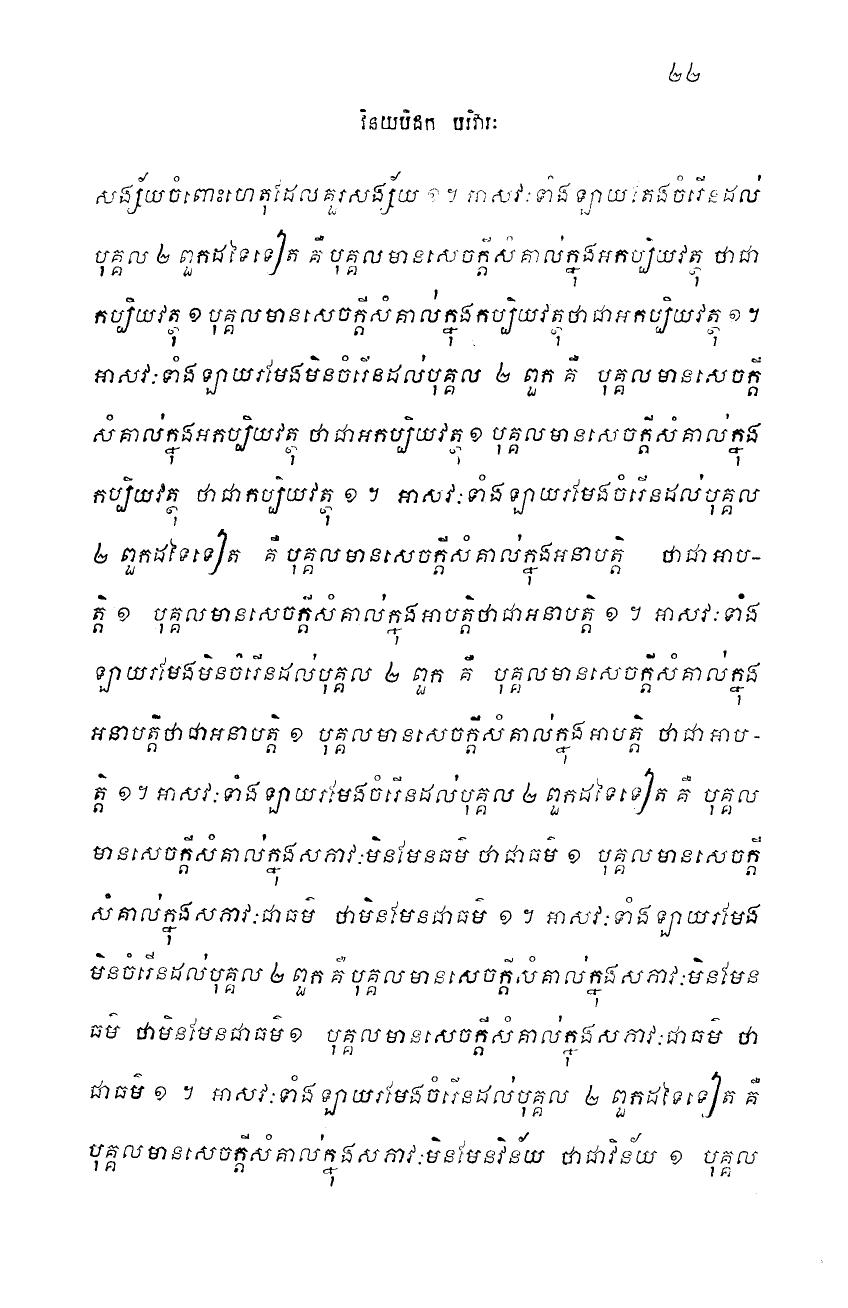 ២២
វិនយបិដក បរិវារៈ
សង្ស័យចំពោះហេតុដែលគួរសង្ស័យ ១ ។ អាសវៈទាំងឡាយ តែងចំរើនដល់
បុគ្គល ២ ពួកដទៃទៀត គឺ បុគ្គលមានសេចក្តីសំគាល់ក្នុងអកប្បិយវត្ថុ ថាជា
កប្បិយវត្ថុ ១ បុគ្គលមានសេចក្តីសំគាល់ក្នុងកប្បិយវត្ថុថាជាអកប្បិយវត្ថុ ១ ។
អាសវៈទាំងឡាយរមែងមិនចំរើនដល់បុគ្គល ២ ពួក គឺ បុគ្គលមានសេចក្តី
សំគាល់ក្នុងអកប្បិយវត្ថុ ថាជាអកប្បិយវត្ថុ ១ បុគ្គលមានសេចក្តីសំគាល់ក្នុង
កប្បិយវត្ថុ ថាជាកប្បិយវត្ថុ ១ ។ អាសវៈទាំងឡាយរមែងចំរើនដល់បុគ្គល
២ ពួកដទៃទៀត គឺ បុគ្គលមានសេចក្តីសំគាល់ក្នុងអនាបត្តិ ថាជាអាប-
ត្តិ ១ បុគ្គលមានសេចក្តីសំគាល់ក្នុងអាបត្តិថាជាអនាបត្តិ ១ ។ អាសវៈទាំង
ឡាយរមែងមិនចំរើនដល់បុគ្គល ២ ពួក គឺ បុគ្គលមានសេចក្តីសំគាល់ក្នុង
អនាបត្តិថាជាអនាបត្តិ ១ បុគ្គលមានសេចក្តីសំគាល់ក្នុងអាបត្តិ ថាជាអាប-
ត្តិ ១ ។ អាសវៈទាំងឡាយរមែងចំរើនដល់បុគ្គល ២ ពួកដទៃទៀត គឺ បុគ្គល
មានសេចក្តីសំគាល់ក្នុងសភាវៈមិនមែនធម៌ ថាជាធម៌ ១ បុគ្គលមានសេចក្តី
សំគាល់ក្នុងសភាវៈជាធម៌ ថាមិនមែនជាធម៌ ១ ។ អាសវៈទាំងឡាយរមែង
មិនចំរើនដល់បុគ្គល ២ ពួក គឺ បុគ្គលមានសេចក្តីសំគាល់ក្នុងសភាវៈមិនមែន
ធម៌ ថាមិនមែនជាធម៌ ១ បុគ្គលមានសេចក្តីសំគាល់ក្នុងសភាវៈជាធម៌ ថា
ជាធម៌ ១ ។ អាសវៈទាំងឡាយរមែងចំរើនដល់បុគ្គល ២ ពួកដទៃទៀត គឺ
បុគ្គលមានសេចក្តីសំគាល់ក្នុងសភាវៈមិនមែនវិន័យ ថាជាវិន័យ ១ បុគ្គល